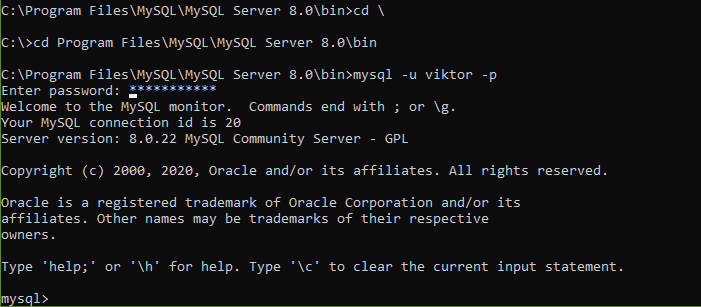 C:\Program Files\MySQL\MySQL Server 8.0\bin>cd \
C:\>cd Program Files\MySQL\MySQL Server 8.0\bin
C:\Program Files\MySQL\MySQL Server 8.0\bin>mysql -u viktor -p
Enter password: ***********
Welcome to the MySQL monitor.  Commands end with ; or \g.
Your MySQL connection id is 20
Server version: 8.0.22 MySQL Community Server - GPL
Copyright (c) 2000, 2020, Oracle and/or its affiliates. All rights reserved.
Oracle is a registered trademark of Oracle Corporation and/or its
affiliates. Other names may be trademarks of their respective
owners.
Type 'help;' or '\h' for help. Type '\c' to clear the current input statement.
mysql>